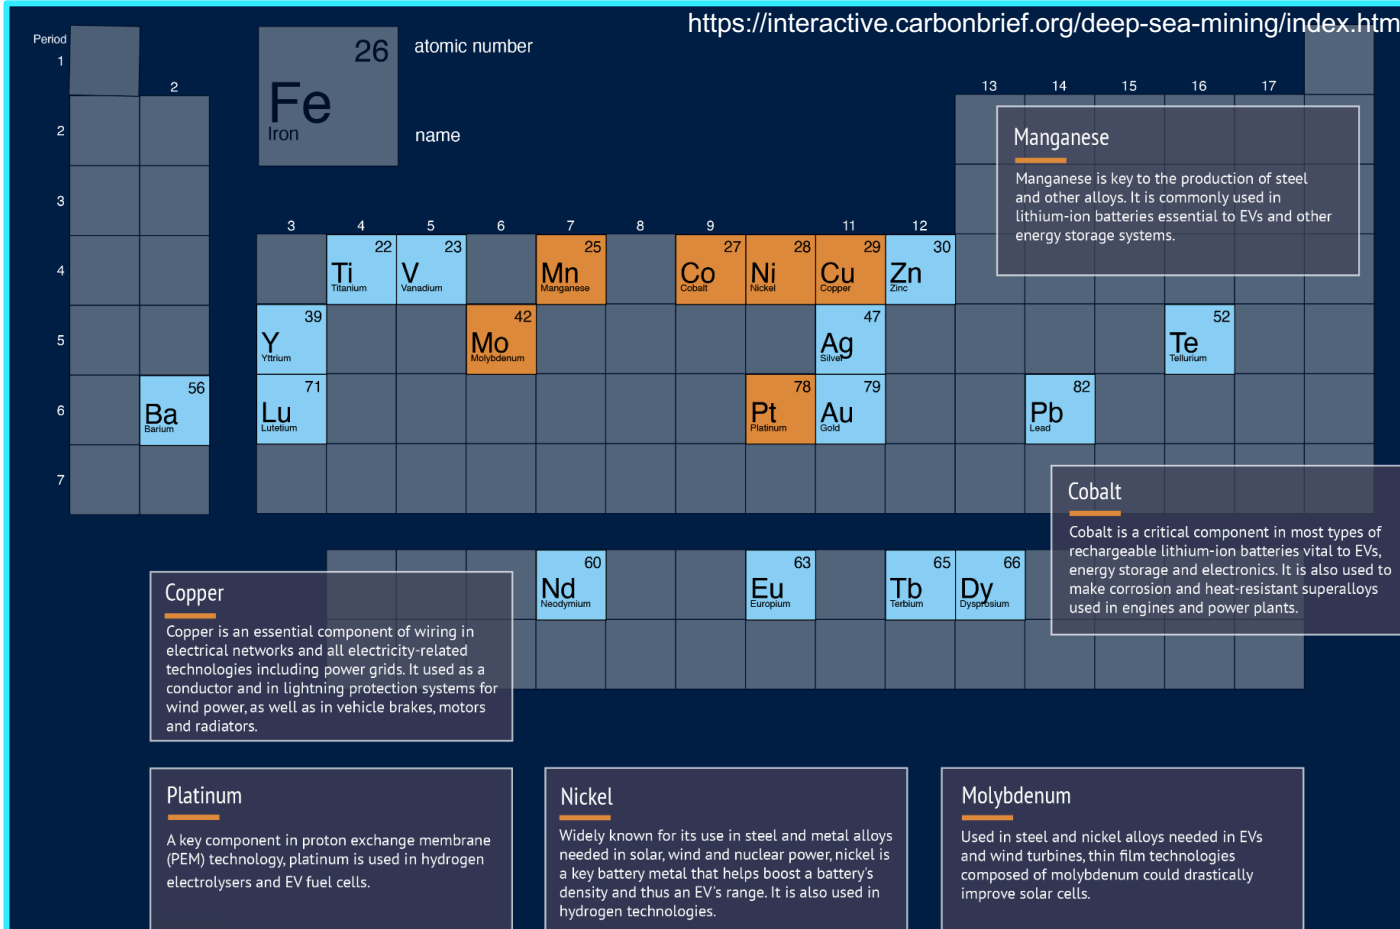 https://interactive.carbonbrief.org/deep-sea-mining/index.htm
Period
1
2
3
4
5
6
7
26
Fe
Iron
atomic number
name
2
13 14 15 16 17
3 4 5 6 7 8 9 11 12
22
Ti
Titanium
23
V
Vanadium
25
Mn
Manganese
27
Co
Cobalt
28
Ni
Nickel
29
Cu
Copper
30
Zn
Zinc
39
Y
Yttrium
42
Mo
Molybdenum
47
Ag
Silver
52
Te
Tellurium
56
Ba
Barium
71
Lu
Lutetium
78
Pt
Platinum
79
Au
Gold
82
Pb
Lead
60
Nd
Neodymium
63
Eu
Europium
65
Tb
Terbium
66
Dy
Dysprosium
Manganese
Manganese is key to the production of steel
and other alloys. It is commonly used in
lithium-ion batteries essential to EVs and other
energy storage systems.
Cobalt
Cobalt is a critical component in most types of
rechargeable lithium-ion batteries vital to EVs,
energy storage and electronics. It is also used to
make corrosion and heat-resistant superalloys
used in engines and power plants.
Copper
Copper is an essential component of wiring in
electrical networks and all electricity-related
technologies including power grids. It used as a
conductor and in lightning protection systems for
wind power, as well as in vehicle brakes, motors
and radiators.
Platinum
A key component in proton exchange membrane
(PEM) technology, platinum is used in hydrogen
electrolysers and EV fuel cells.
Nickel
Widely known for its use in steel and metal alloys
needed in solar, wind and nuclear power, nickel is
a key battery metal that helps boost a battery's
density and thus an EV's range. It is also used in
hydrogen technologies.
Molybdenum
Used in steel and nickel alloys needed in EVs
and wind turbines, thin film technologies
composed of molybdenum could drastically
improve solar cells.